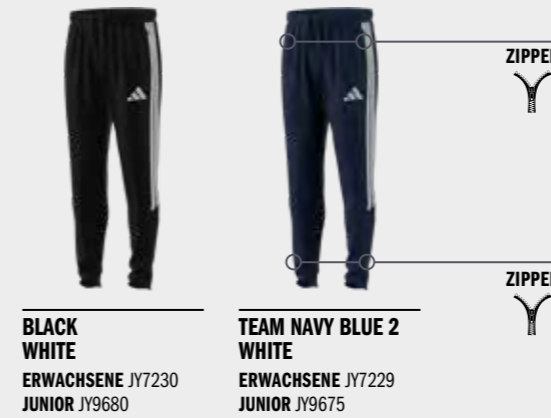 ZIPPE
ZIPPE
BLACK
WHITE
ERWACHSENE JY7230
JUNIOR JY9680
TEAM NAVY BLUE 2
WHITE
ERWACHSENE JY7229
JUNIOR JY9675